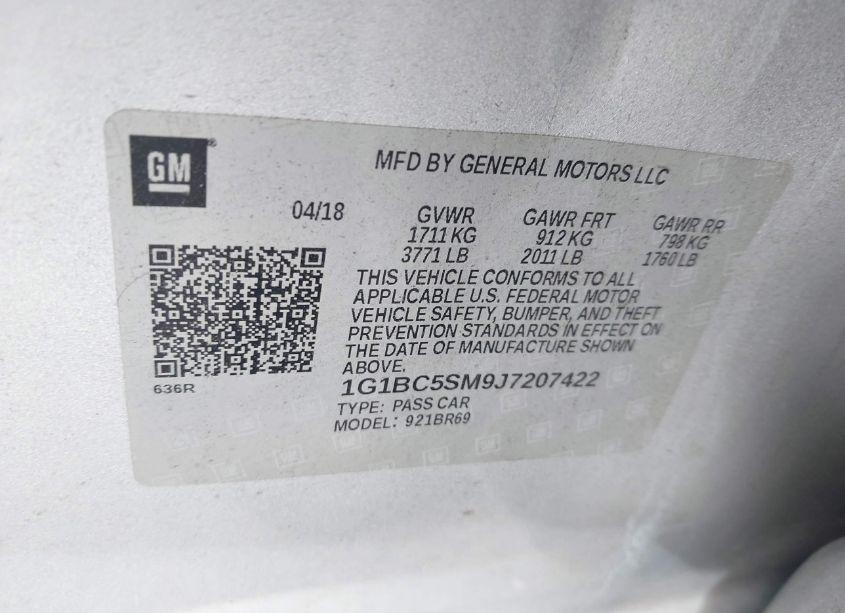 GM®
MFD BY GENERAL MOTORS LLC
04/18
GVWR GAWR FRT GAWR RR
1711 KG 912 KG 798 KG
3771 LB 2011 LB 1760 LB
THIS VEHICLE CONFORMS TO ALL
APPLICABLE U.S. FEDERAL MOTOR
VEHICLE SAFETY, BUMPER, AND THEFT
PREVENTION STANDARDS IN EFFECT ON
THE DATE OF MANUFACTURE SHOWN
ABOVE.
636R
1G1BC5SM9J7207422
TYPE: PASS CAR
MODEL: 921BR69